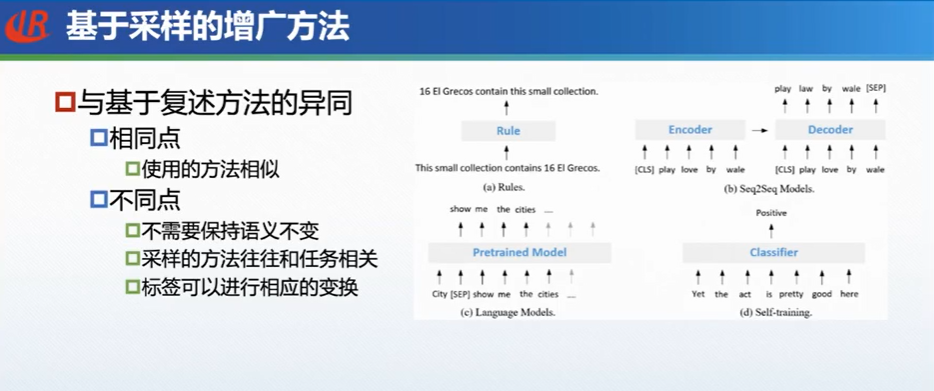 基于采样的增广方法
与基于复述方法的异同
相同点
使用的方法相似
不同点
不需要保持语义不变
采样的方法往往和任务相关
标签可以进行相应的变换
16 El Grecos contain this small collection.
Rule
This small collection contains 16 El Grecos.
(a) Rules.
play law by wale [SEP]
Encoder
Decoder
[CLS] play love by wale
[CLS] play love by wale
(b) Seq2Seq Models.
show me the cities ...
Pretrained Model
City [SEP] show me the cities ...
(c) Language Models.
Positive
Classifier
Yet the act is pretty good here
(d) Self-training.